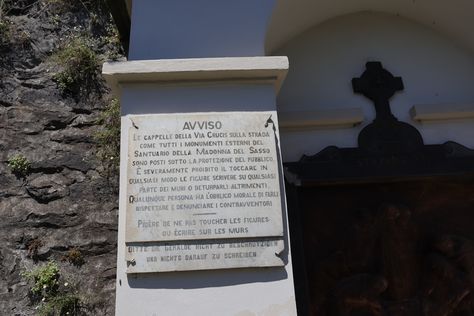 AVVISO
LE CAPPELLE DELLA VIA CRUCIS SULLA STRADA
COME TUTTI I MONUMENTI ESTERNI DEL
SANTUARIO DELLA MADONNA DEL SASSO
SON POSTI SOTTO LA PROTEZIONE DEL PUBBLICO.
È SEVERAMENTE PROIBITO IL TOCCARE IN
QUALSIASI MODO LE FIGURE SCRIVERE SU QUALSIASI
PARTE DEI MURI O DETURPARLI ALTRIMENTI.
QUALUNQUE PERSONA HA L'OBBLIGO MORALE DI FARLI
RISPETTARE E DENUNCIARE I CONTRAVVENTORI
PRIÈRE DE NE PAS TOUCHER LES FIGURES
OU ÉCRIRE SUR LES MURS
BITTE DIE GEMÄLDE NICHT ZU BESCHMUTZEN
UND NICHTS DARAUF ZU SCHREIBEN